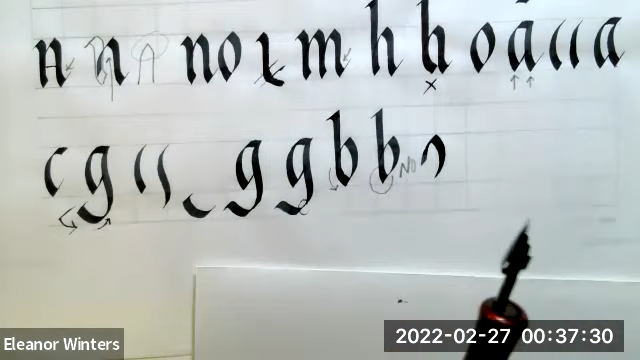 n n n o r m h h o a a
c g g g b b NO
Eleanor Winters
2022-02-27 00:37:30